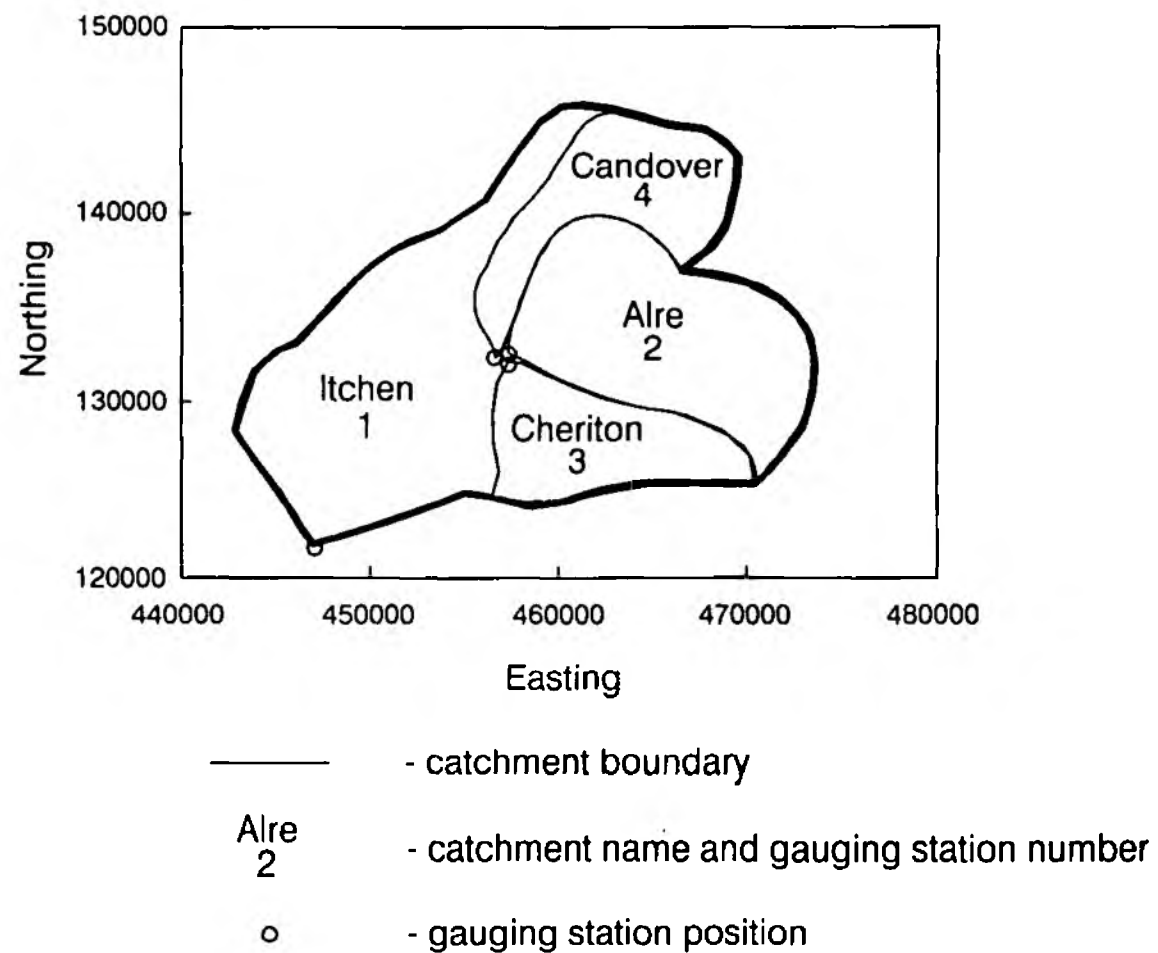 150000
140000
130000
120000
Northing
440000 450000 460000 470000 480000
Easting
Candover
4
Alre
2
Itchen
1
Cheriton
3
- catchment boundary
Alre
2
- catchment name and gauging station number
- gauging station position